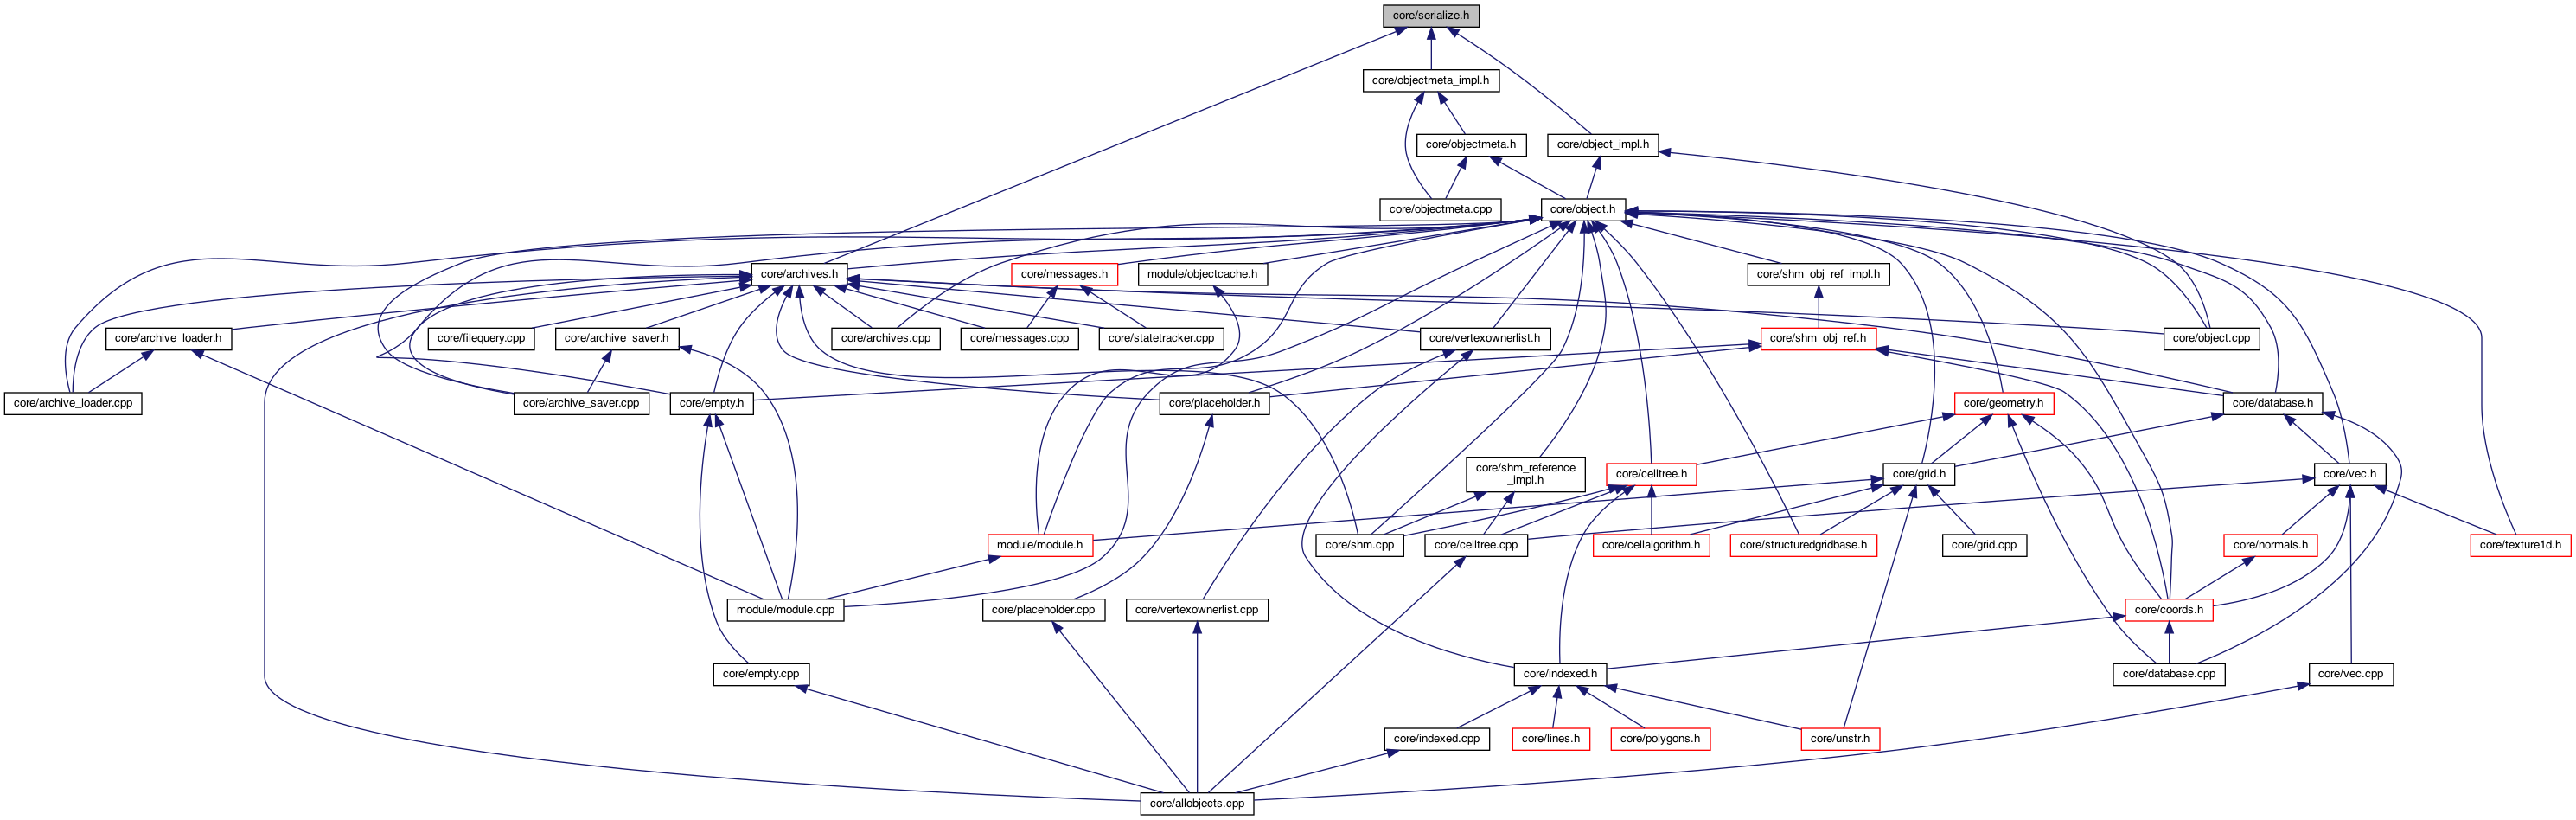 core/serialize.h
core/objectmeta_impl.h
core/objectmeta.h
core/object_impl.h
core/objectmeta.cpp
core/object.h
core/archives.h
core/messages.h
module/objectcache.h
core/shm_obj_ref_impl.h
core/archive_loader.h
core/filequery.cpp
core/archive_saver.h
core/archives.cpp
core/messages.cpp
core/statetracker.cpp
core/vertexownerlist.h
core/shm_obj_ref.h
core/object.cpp
core/archive_loader.cpp
core/archive_saver.cpp
core/empty.h
core/placeholder.h
core/geometry.h
core/database.h
core/shm_reference
_impl.h
core/celltree.h
core/grid.h
core/vec.h
module/module.h
core/shm.cpp
core/celltree.cpp
core/cellalgorithm.h
core/structuredgridbase.h
core/grid.cpp
core/normals.h
core/texture1d.h
module/module.cpp
core/placeholder.cpp
core/vertexownerlist.cpp
core/coords.h
core/empty.cpp
core/indexed.h
core/database.cpp
core/vec.cpp
core/indexed.cpp
core/lines.h
core/polygons.h
core/unstr.h
core/allobjects.cpp